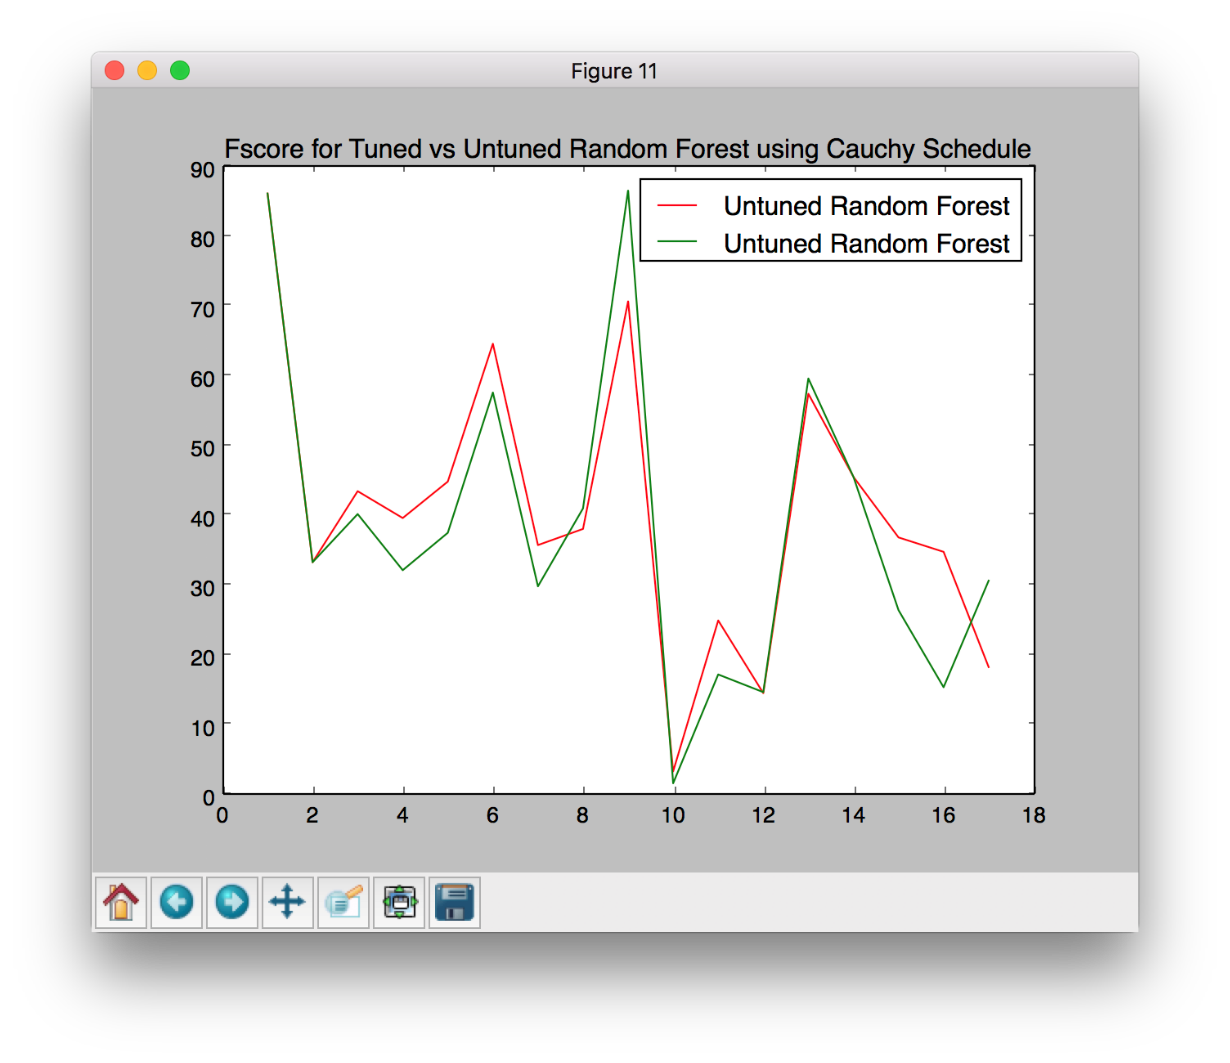 Figure 11
Fscore for Tuned vs Untuned Random Forest using Cauchy Schedule
90
80
70
60
50
40
30
20
10
0
Untuned Random Forest
Untuned Random Forest
0 2 4 6 8 10 12 14 16 18